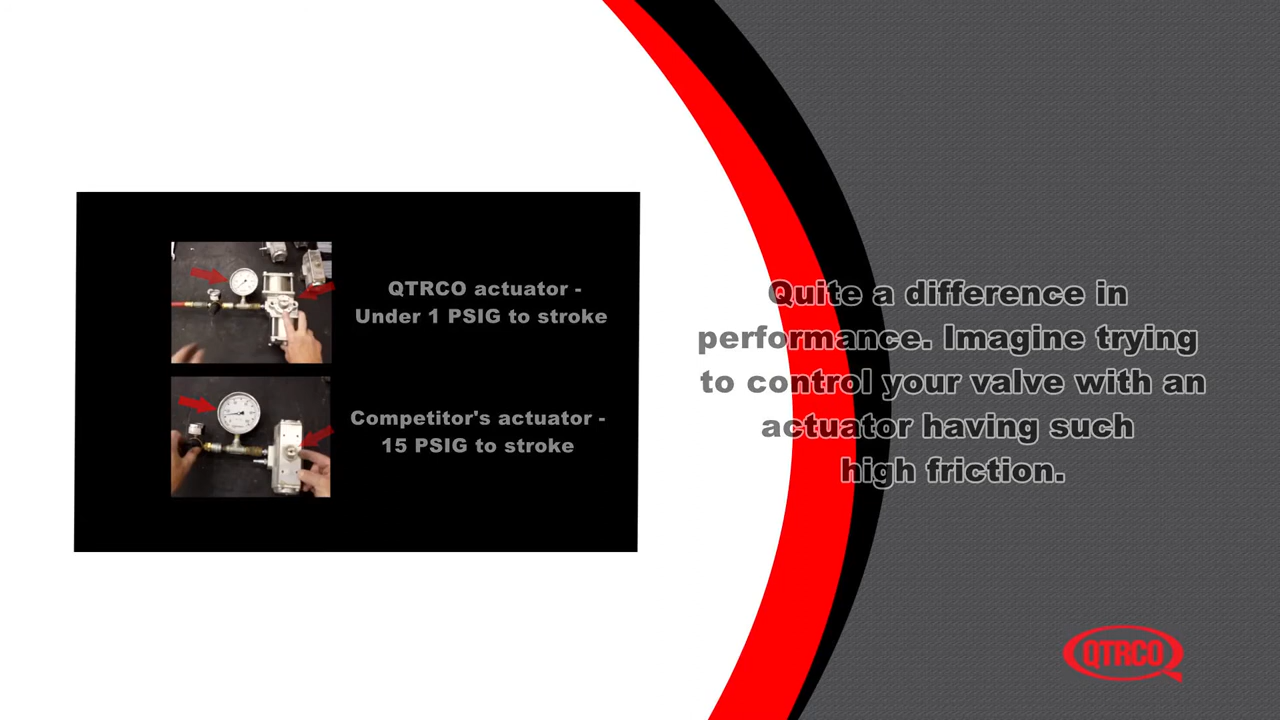 QTRCO actuator -
Under 1 PSIG to stroke
Competitor's actuator -
15 PSIG to stroke
Quite a difference in
performance. Imagine trying
to control your valve with an
actuator having such
high friction.
QTRCO